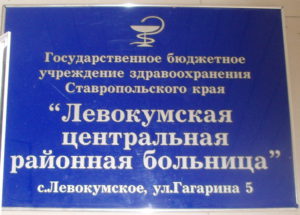 Государственное бюджетное
учреждение здравоохранения
Ставропольского края
“Левокумская
центральная
районная больница”
с.Левокумское, ул.Гагарина 5